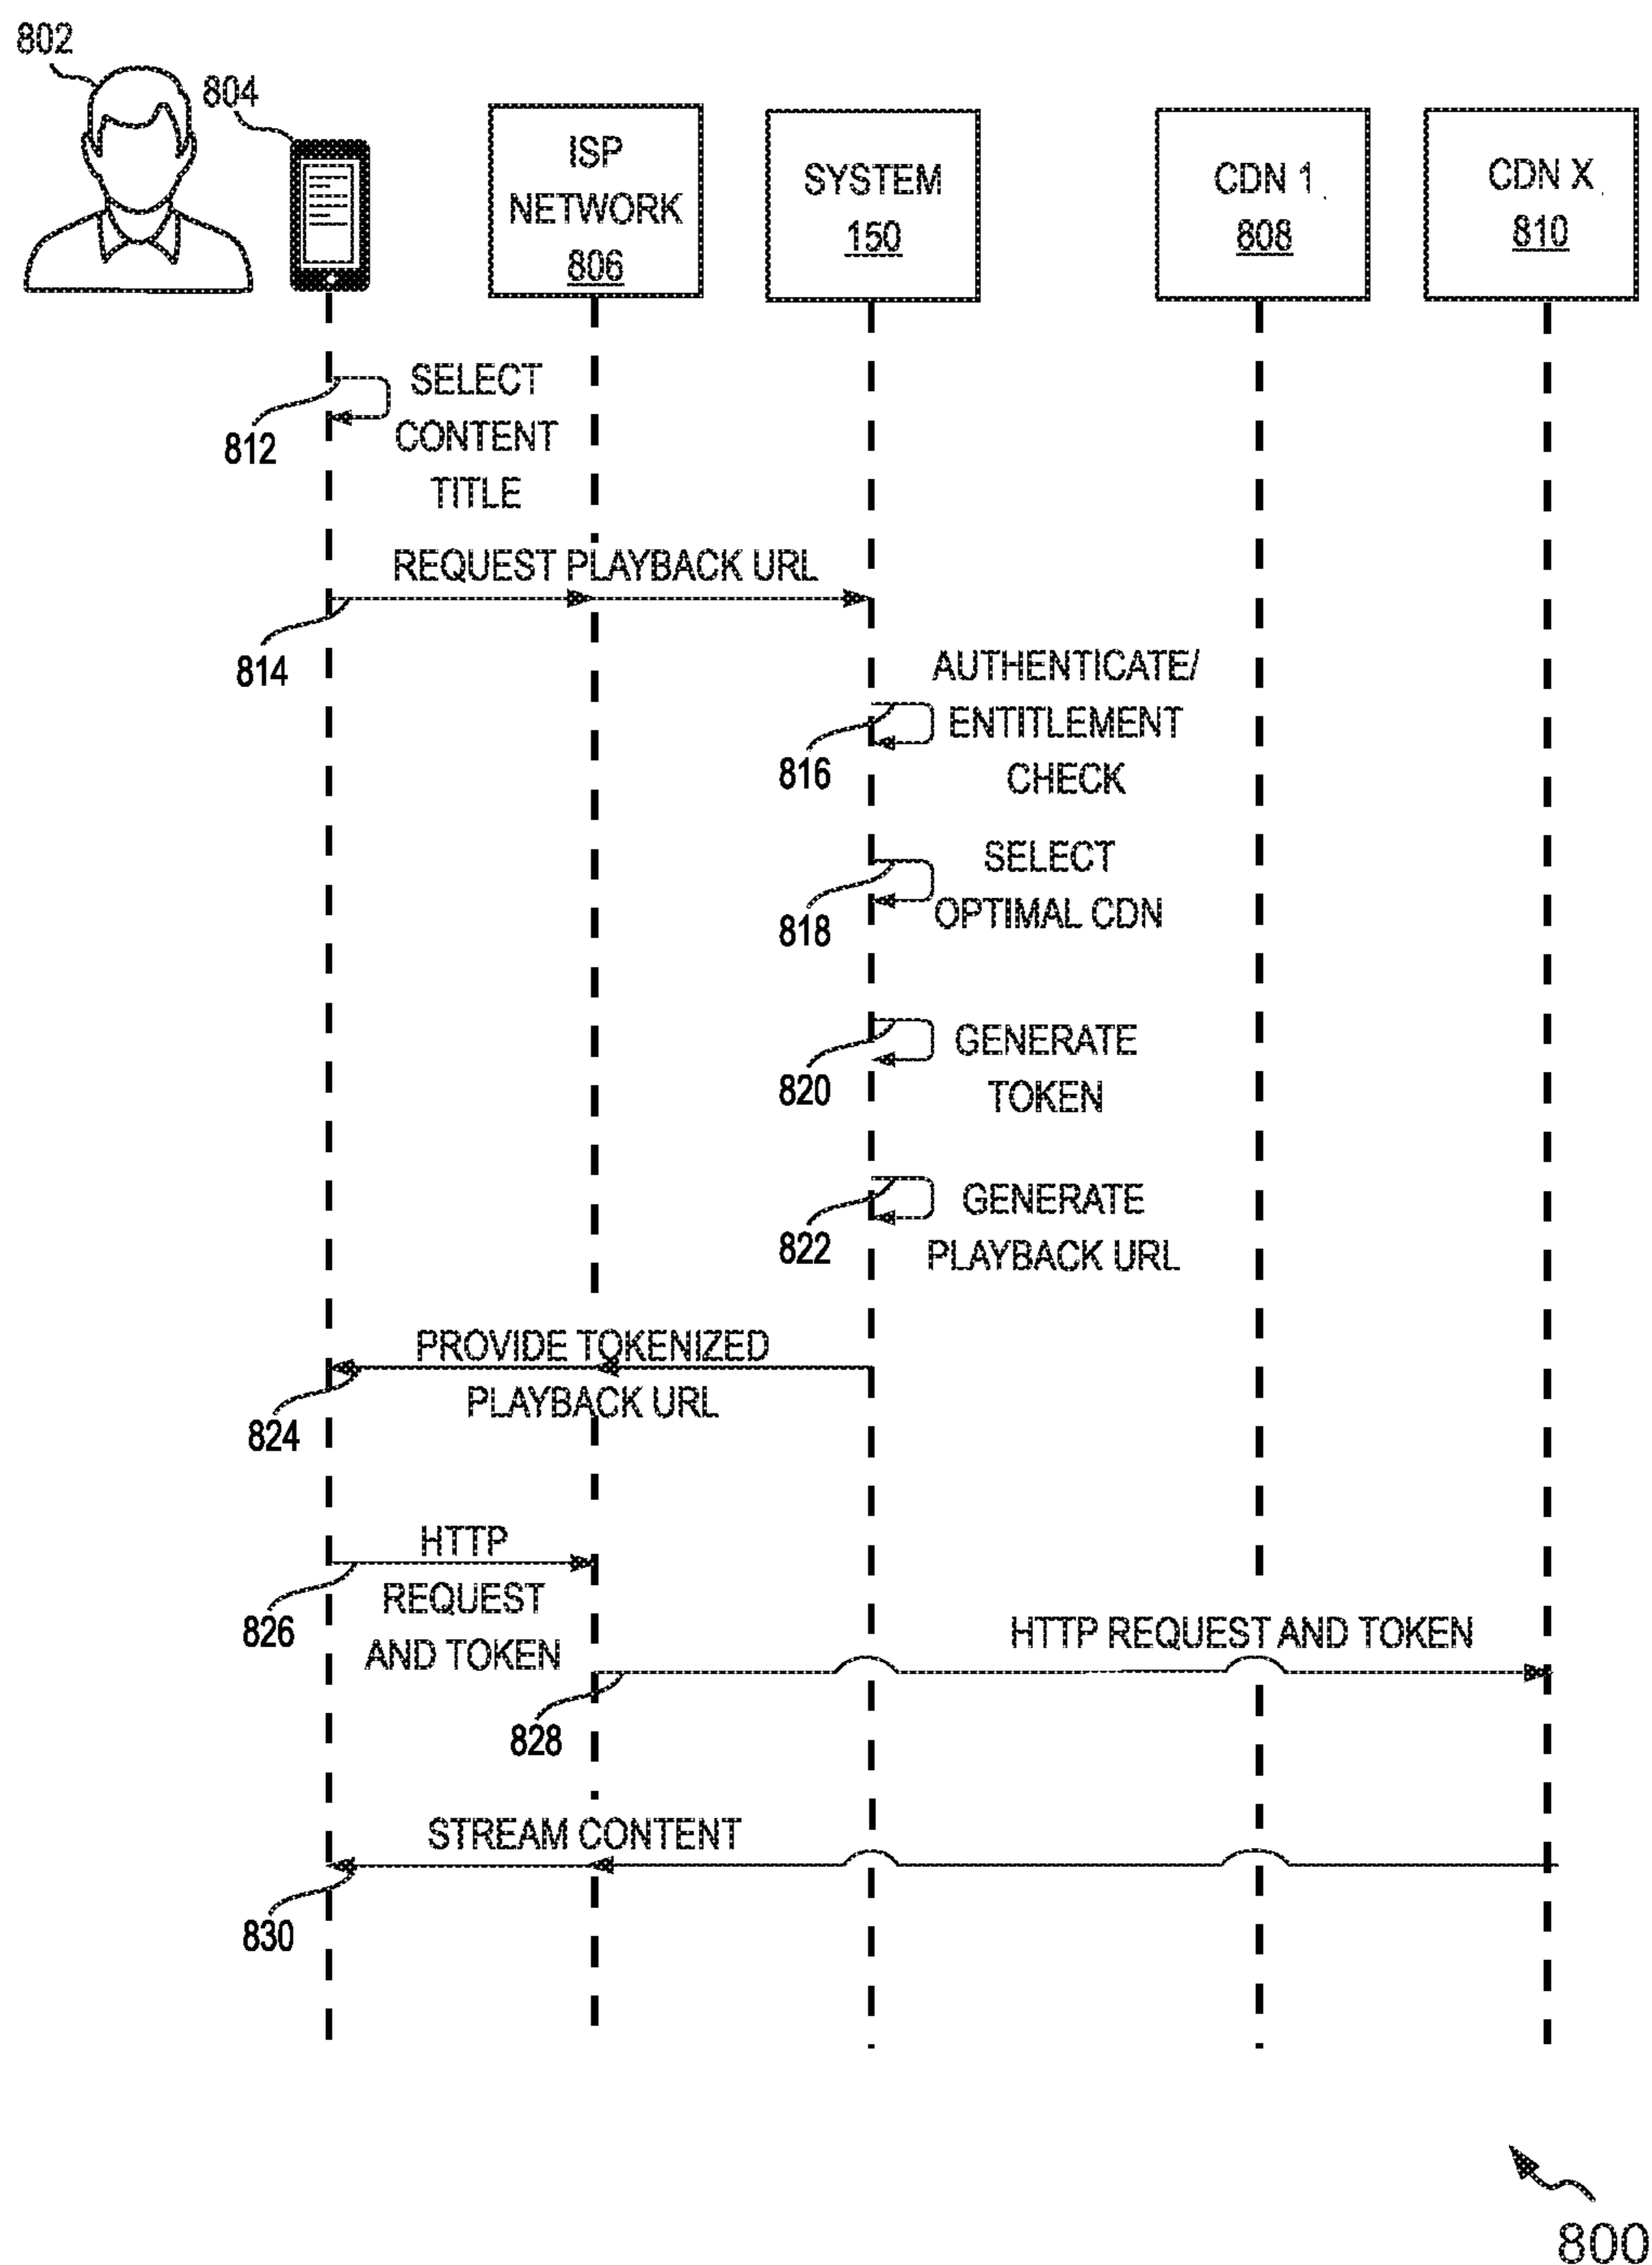 802
804
ISP
NETWORK
806
SYSTEM
150
CDN 1
808
CDN X
810
812
SELECT
CONTENT
TITLE
REQUEST PLAYBACK URL
814
AUTHENTICATE/
ENTITLEMENT
CHECK
816
SELECT
OPTIMAL CDN
818
GENERATE
TOKEN
820
GENERATE
PLAYBACK URL
822
PROVIDE TOKENIZED
PLAYBACK URL
824
HTTP
REQUEST
AND TOKEN
826
HTTP REQUEST AND TOKEN
828
STREAM CONTENT
830
800